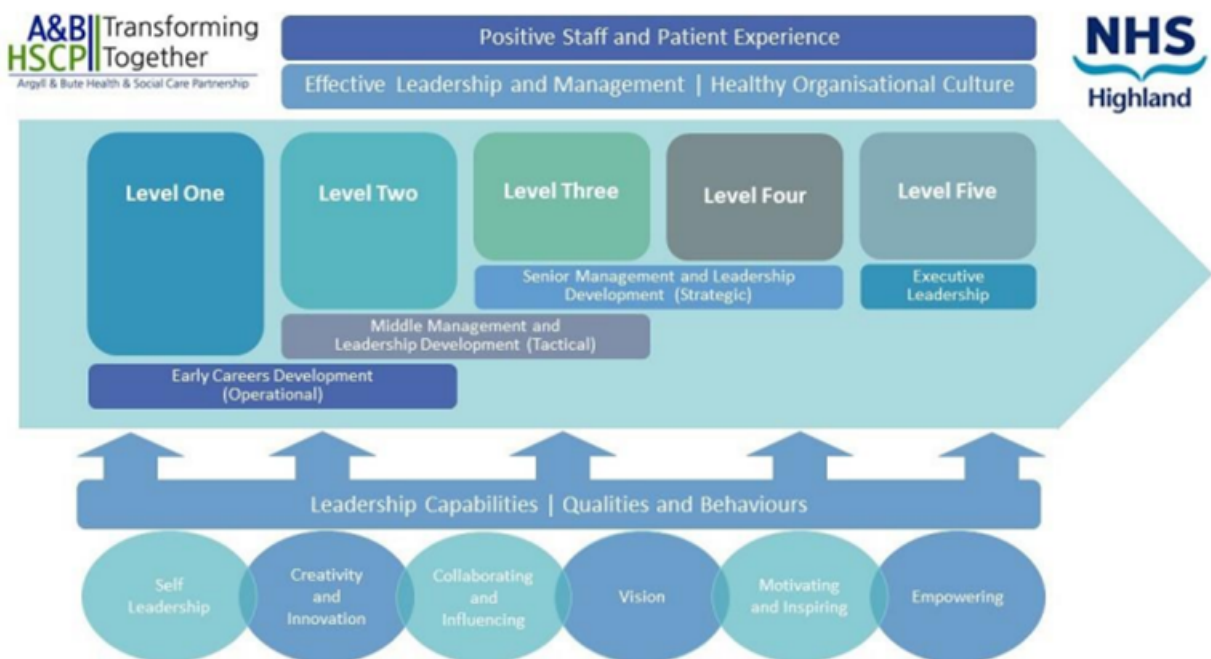 A&B Transforming
HSCP Together
Argyll & Bute Health & Social Care Partnership
Positive Staff and Patient Experience
Effective Leadership and Management | Healthy Organisational Culture
NHS
Highland
Level One
Level Two
Level Three
Level Four
Level Five
Senior Management and Leadership
Development (Strategic)
Executive
Leadership
Middle Management and
Leadership Development (Tactical)
Early Careers Development
(Operational)
Leadership Capabilities | Qualities and Behaviours
Self
Leadership
Creativity
and
Innovation
Collaborating
and
Influencing
Vision
Motivating
and Inspiring
Empowering